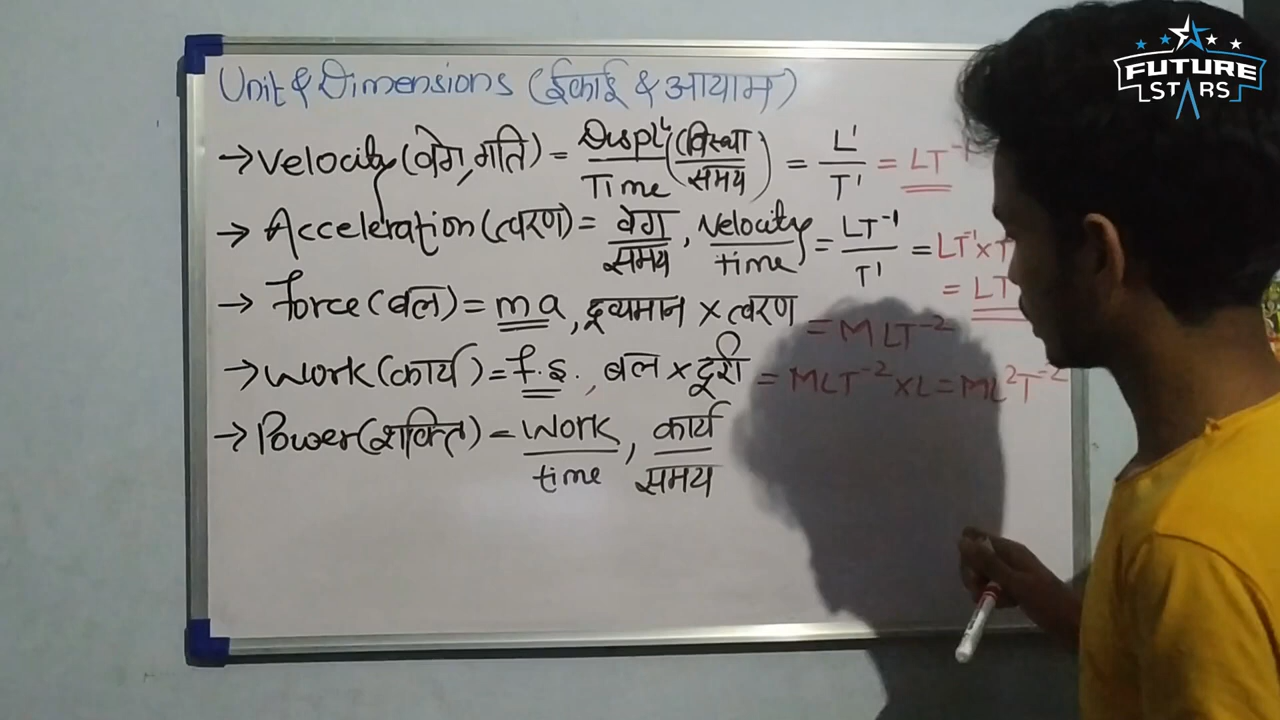 FUTURE
STARS
Unit & Dimensions (ईकाई & आयाम)
→ Velocity (वेग, गति) = Displ/Time (विस्था/समय) = L¹/T¹ = LT⁻¹
→ Acceleration (त्वरण) = वेग/समय, Velocity/time = LT⁻¹/T¹ = LT⁻¹×T
= LT
→ force (बल) = ma, द्रव्यमान × त्वरण = MLT⁻²
→ Work (कार्य) = f.s., बल × दूरी = MLT⁻² × L = ML²T⁻²
→ Power (शक्ति) = Work/time, कार्य/समय